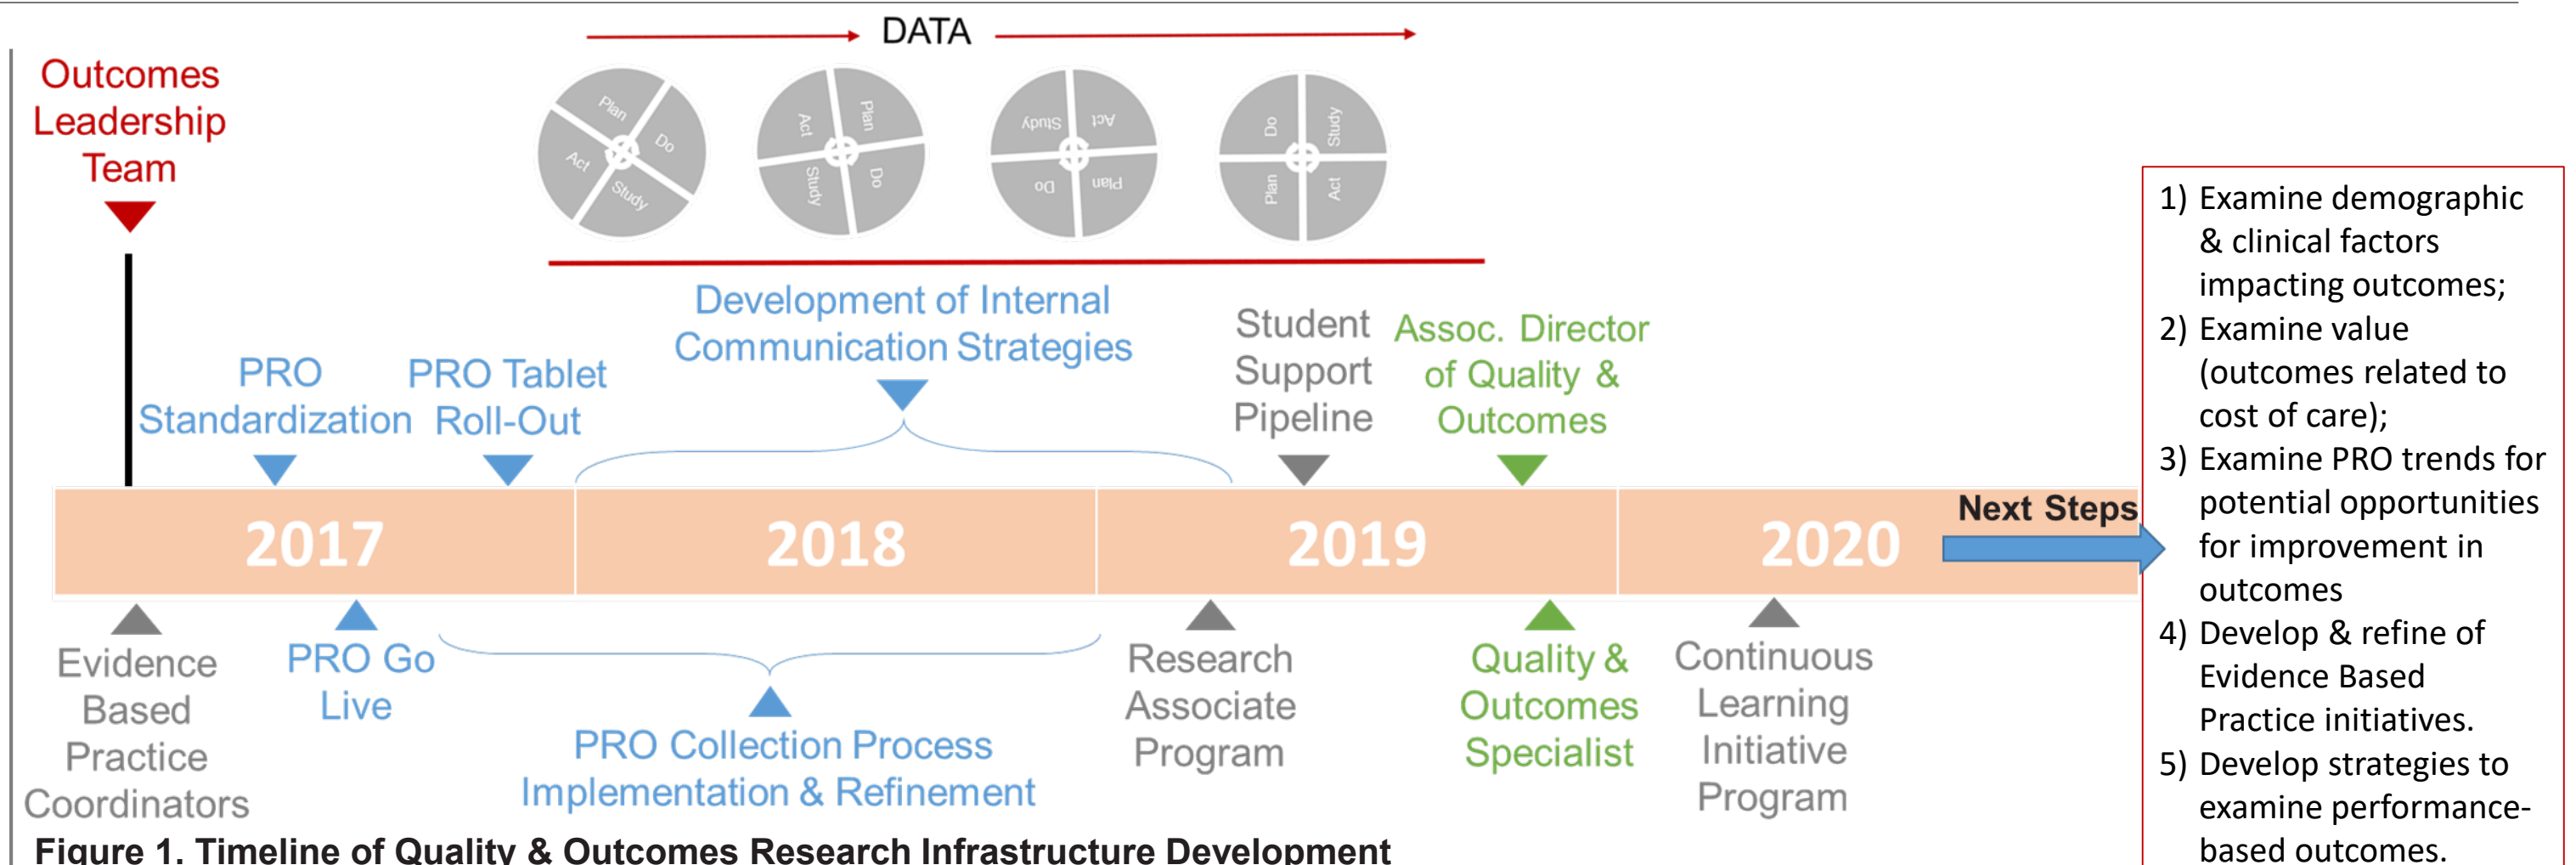 DATA
Outcomes
Leadership
Team
Plan
Do
Study
Act
Plan
Do
Study
Act
Plan
Do
Study
Act
Plan
Do
Study
Act
Development of Internal
Communication Strategies
PRO
Standardization
PRO Tablet
Roll-Out
Student
Support
Pipeline
Assoc. Director
of Quality &
Outcomes
2017
2018
2019
2020
Next Steps
Evidence
Based
Practice
Coordinators
PRO Go
Live
PRO Collection Process
Implementation & Refinement
Research
Associate
Program
Quality &
Outcomes
Specialist
Continuous
Learning
Initiative
Program
1) Examine demographic
& clinical factors
impacting outcomes;
2) Examine value
(outcomes related to
cost of care);
3) Examine PRO trends for
potential opportunities
for improvement in
outcomes
4) Develop & refine of
Evidence Based
Practice initiatives.
5) Develop strategies to
examine performance-
based outcomes.
Figure 1. Timeline of Quality & Outcomes Research Infrastructure Development